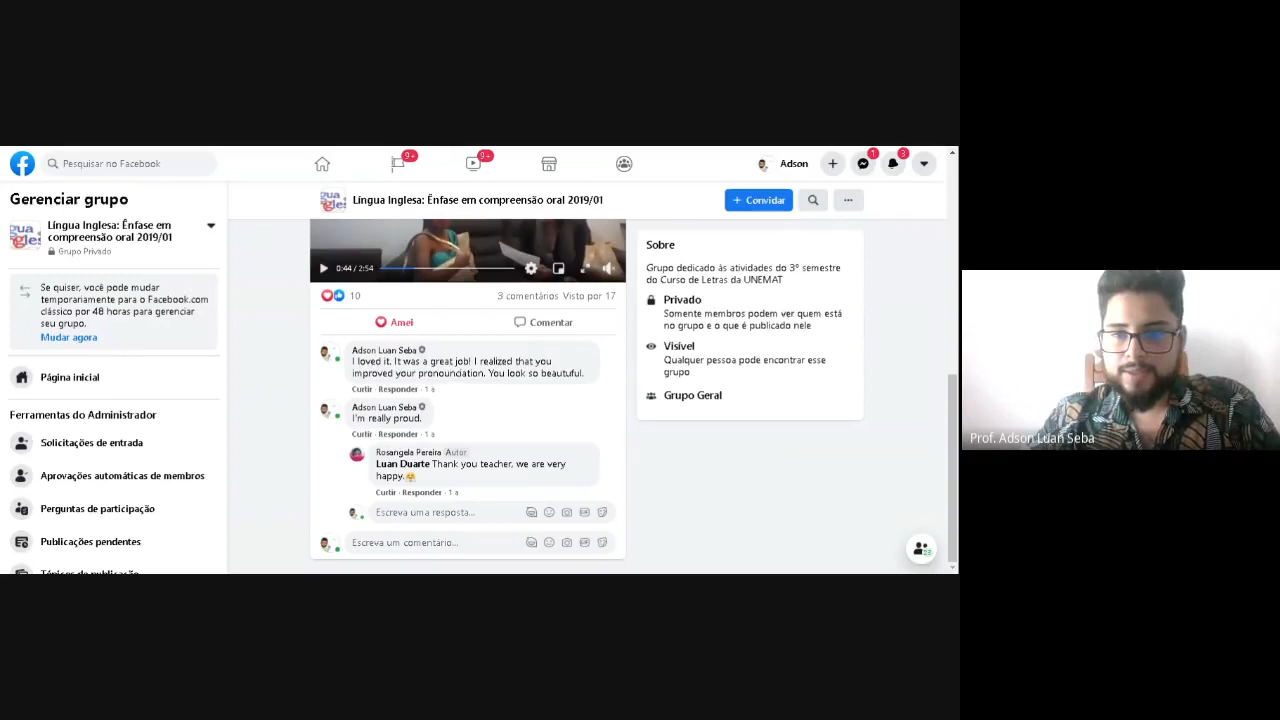 Pesquisar no Facebook
9+
9+
Adson
1
3
Gerenciar grupo
Língua Inglesa: Ênfase em
compreensão oral 2019/01
Grupo Privado
Se quiser, você pode mudar
temporariamente para o Facebook.com
clássico por 48 horas para gerenciar
seu grupo.
Mudar agora
Página inicial
Ferramentas do Administrador
Solicitações de entrada
Aprovações automáticas de membros
Perguntas de participação
Publicações pendentes
Tópicos de publicação
Língua Inglesa: Ênfase em compreensão oral 2019/01
+ Convidar
0:44 / 2:54
10
3 comentários Visto por 17
Amei
Comentar
Adson Luan Seba
I loved it. It was a great job! I realized that you
improved your pronounciation. You look so beautuful.
Curtir · Responder · 1 a
Adson Luan Seba
I'm really proud.
Curtir · Responder · 1 a
Rosangela Pereira Autor
Luan Duarte Thank you teacher, we are very
happy.🤗
Curtir · Responder · 1 a
Escreva uma resposta...
Escreva um comentário...
Sobre
Grupo dedicado às atividades do 3º semestre
do Curso de Letras da UNEMAT
Privado
Somente membros podem ver quem está
no grupo e o que é publicado nele
Visível
Qualquer pessoa pode encontrar esse
grupo
Grupo Geral
23
Prof. Adson Luan Seba